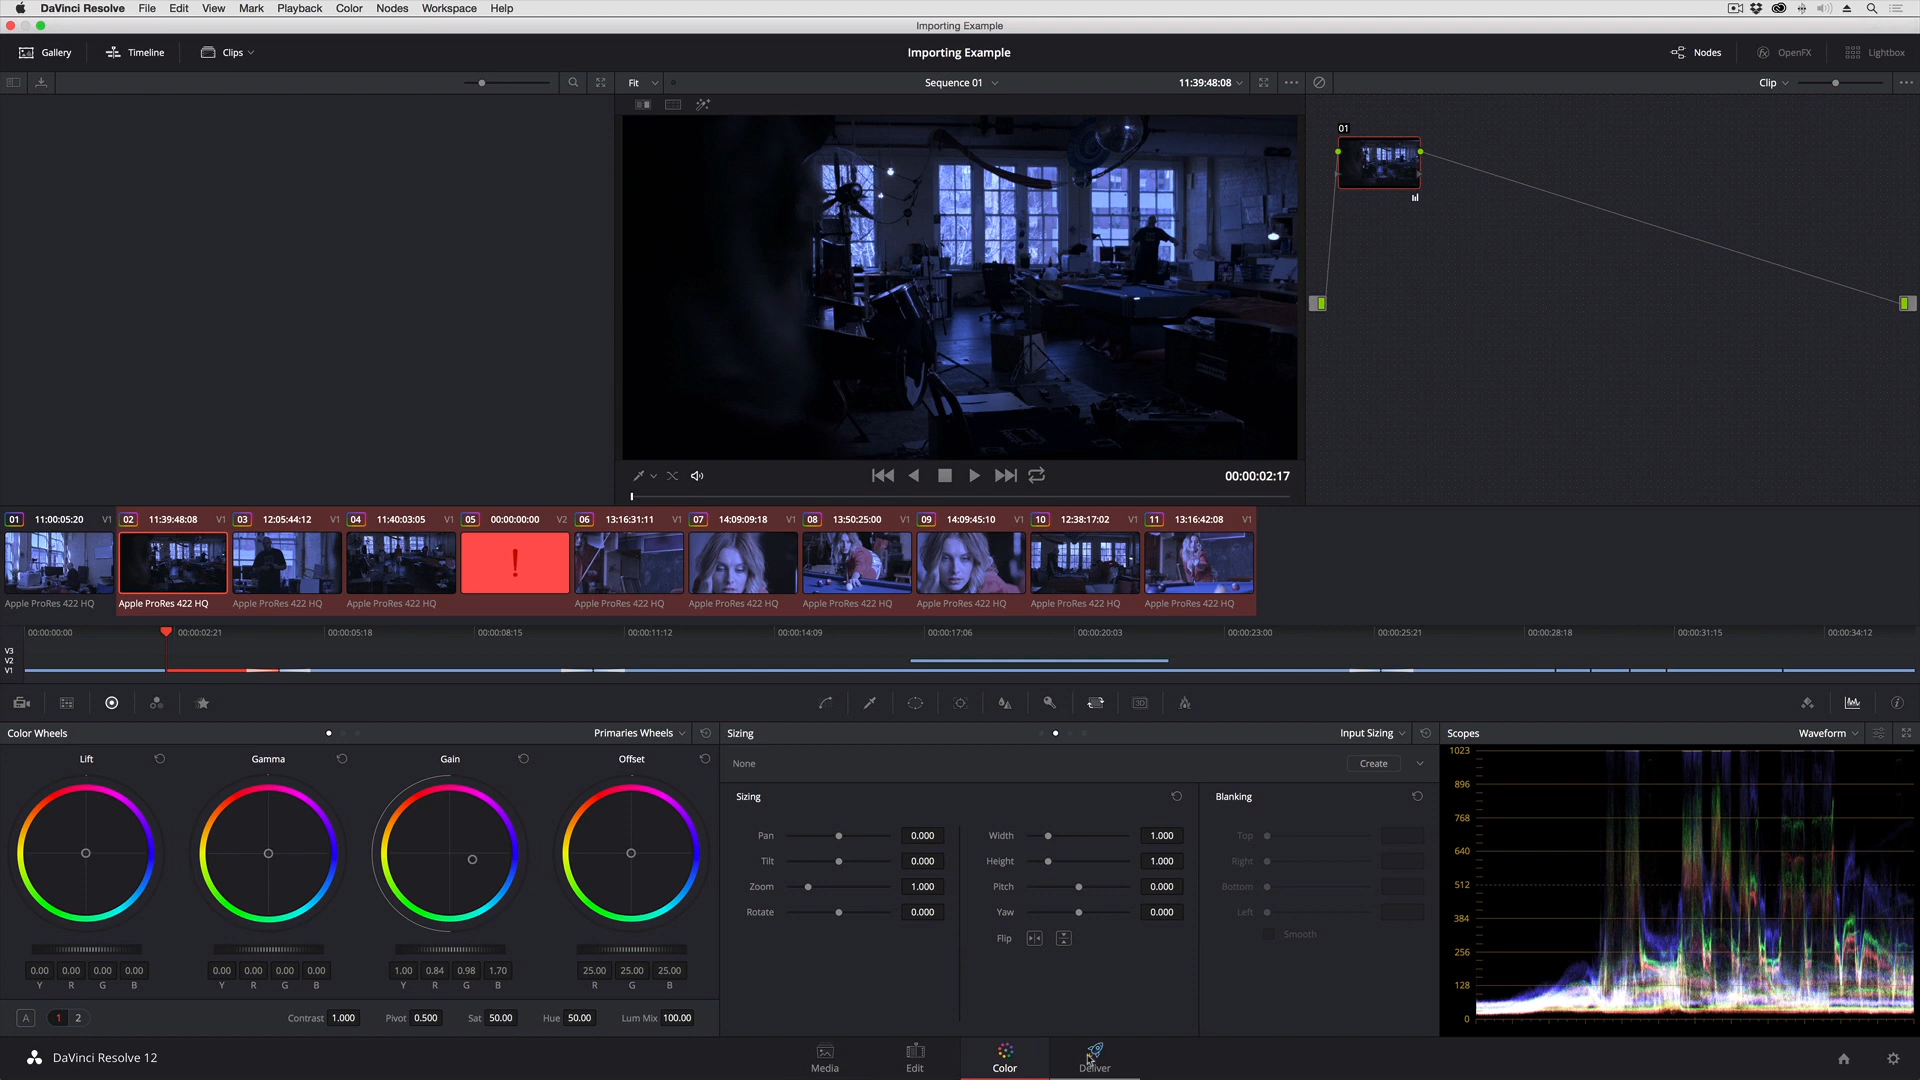 DaVinci Resolve File Edit View Mark Playback Color Nodes Workspace Help
Importing Example
Gallery Timeline Clips Importing Example Nodes OpenFX Lightbox
Fit Sequence 01 11:39:48:08 Clip
01
00:00:02:17
01 11:00:05:20 V1 02 11:39:48:08 V1 03 12:05:44:12 V1 04 11:40:03:05 V1 05 00:00:00:00 V2 06 13:16:31:11 V1 07 14:09:09:18 V1 08 13:50:25:00 V1 09 14:09:45:10 V1 10 12:38:17:02 V1 11 13:16:42:08 V1
!
Apple ProRes 422 HQ Apple ProRes 422 HQ Apple ProRes 422 HQ Apple ProRes 422 HQ Apple ProRes 422 HQ Apple ProRes 422 HQ Apple ProRes 422 HQ Apple ProRes 422 HQ Apple ProRes 422 HQ Apple ProRes 422 HQ
00:00:00:00 00:00:02:21 00:00:05:18 00:00:08:15 00:00:11:12 00:00:14:09 00:00:17:06 00:00:20:03 00:00:23:00 00:00:25:21 00:00:28:18 00:00:31:15 00:00:34:12
V3
V2
V1
3D
Color Wheels Primaries Wheels Sizing Input Sizing Scopes Waveform
Lift Gamma Gain Offset None Create
Sizing Blanking
Pan 0.000 Width 1.000 Top
Tilt 0.000 Height 1.000 Right
Zoom 1.000 Pitch 0.000 Bottom
Rotate 0.000 Yaw 0.000 Left
Flip Smooth
0.00 0.00 0.00 0.00 0.00 0.00 0.00 0.00 1.00 0.84 0.98 1.70 25.00 25.00 25.00
Y R G B Y R G B Y R G B R G B
A 1 2 Contrast 1.000 Pivot 0.500 Sat 50.00 Hue 50.00 Lum Mix 100.00
1023
896
768
640
512
384
256
128
0
DaVinci Resolve 12 Media Edit Color Deliver